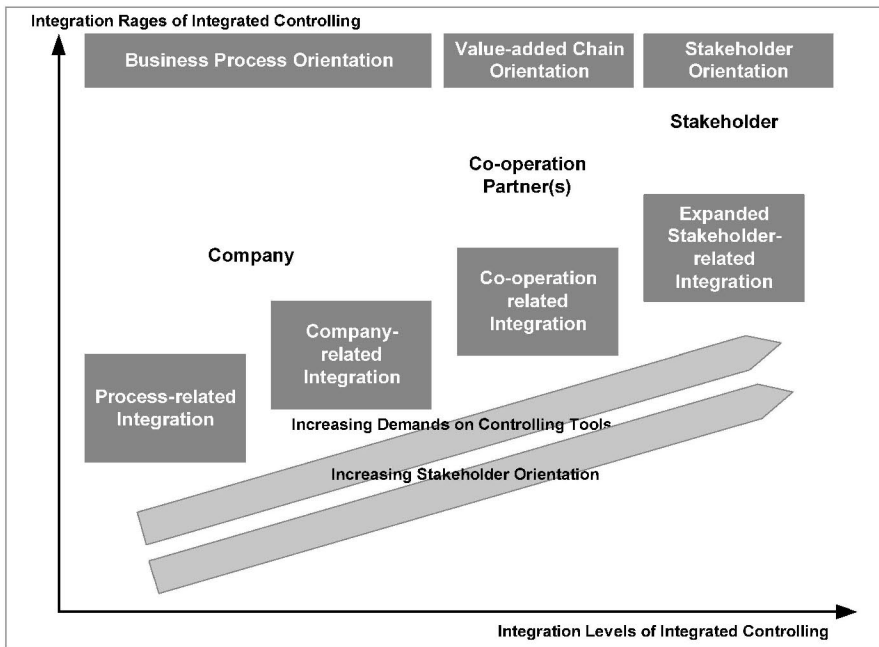 Integration Rages of Integrated Controlling
Business Process Orientation
Value-added Chain
Orientation
Stakeholder
Orientation
Stakeholder
Co-operation
Partner(s)
Company
Expanded
Stakeholder-
related
Integration
Co-operation
related
Integration
Company-
related
Integration
Process-related
Integration
Increasing Demands on Controlling Tools
Increasing Stakeholder Orientation
Integration Levels of Integrated Controlling